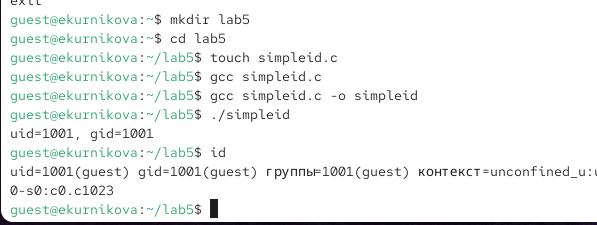 exit
guest@ekurnikova:~$ mkdir lab5
guest@ekurnikova:~$ cd lab5
guest@ekurnikova:~/lab5$ touch simpleid.c
guest@ekurnikova:~/lab5$ gcc simpleid.c
guest@ekurnikova:~/lab5$ gcc simpleid.c -o simpleid
guest@ekurnikova:~/lab5$ ./simpleid
uid=1001, gid=1001
guest@ekurnikova:~/lab5$ id
uid=1001(guest) gid=1001(guest) группы=1001(guest) контекст=unconfined_u:u
0-s0:c0.c1023
guest@ekurnikova:~/lab5$